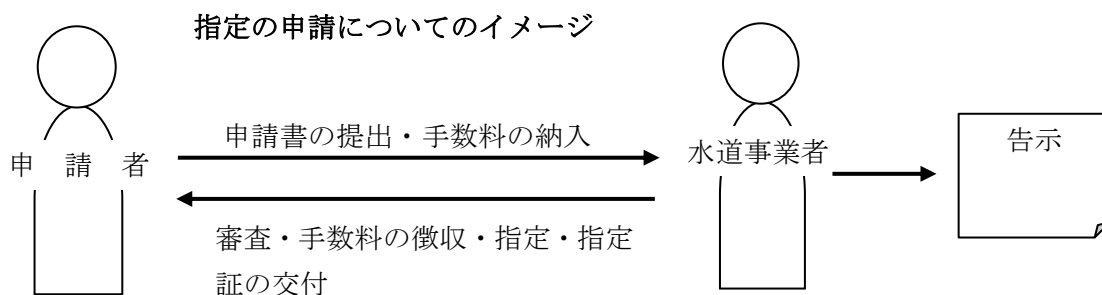 指定の申請についてのイメージ
申請書の提出・手数料の納入
申　請　者
水道事業者
告示
審査・手数料の徴収・指定・指定
証の交付